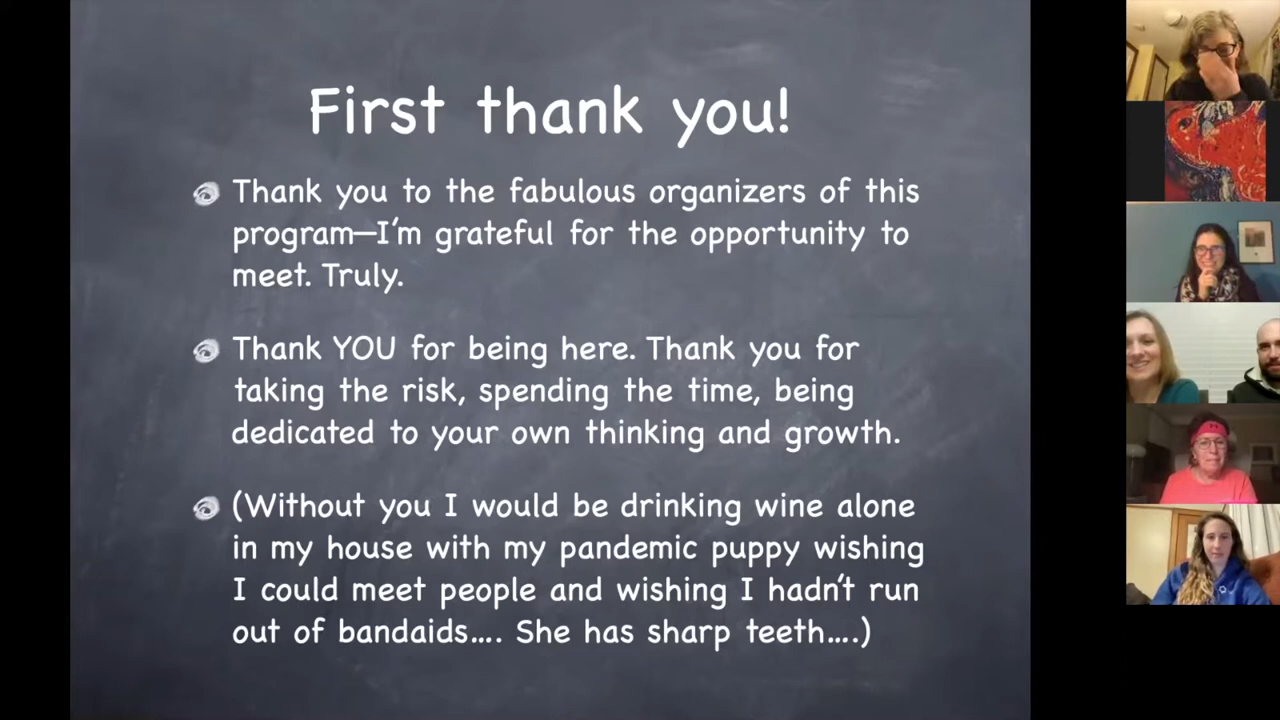 First thank you!
Thank you to the fabulous organizers of this
program—I'm grateful for the opportunity to
meet. Truly.
Thank YOU for being here. Thank you for
taking the risk, spending the time, being
dedicated to your own thinking and growth.
(Without you I would be drinking wine alone
in my house with my pandemic puppy wishing
I could meet people and wishing I hadn't run
out of bandaids.... She has sharp teeth....)